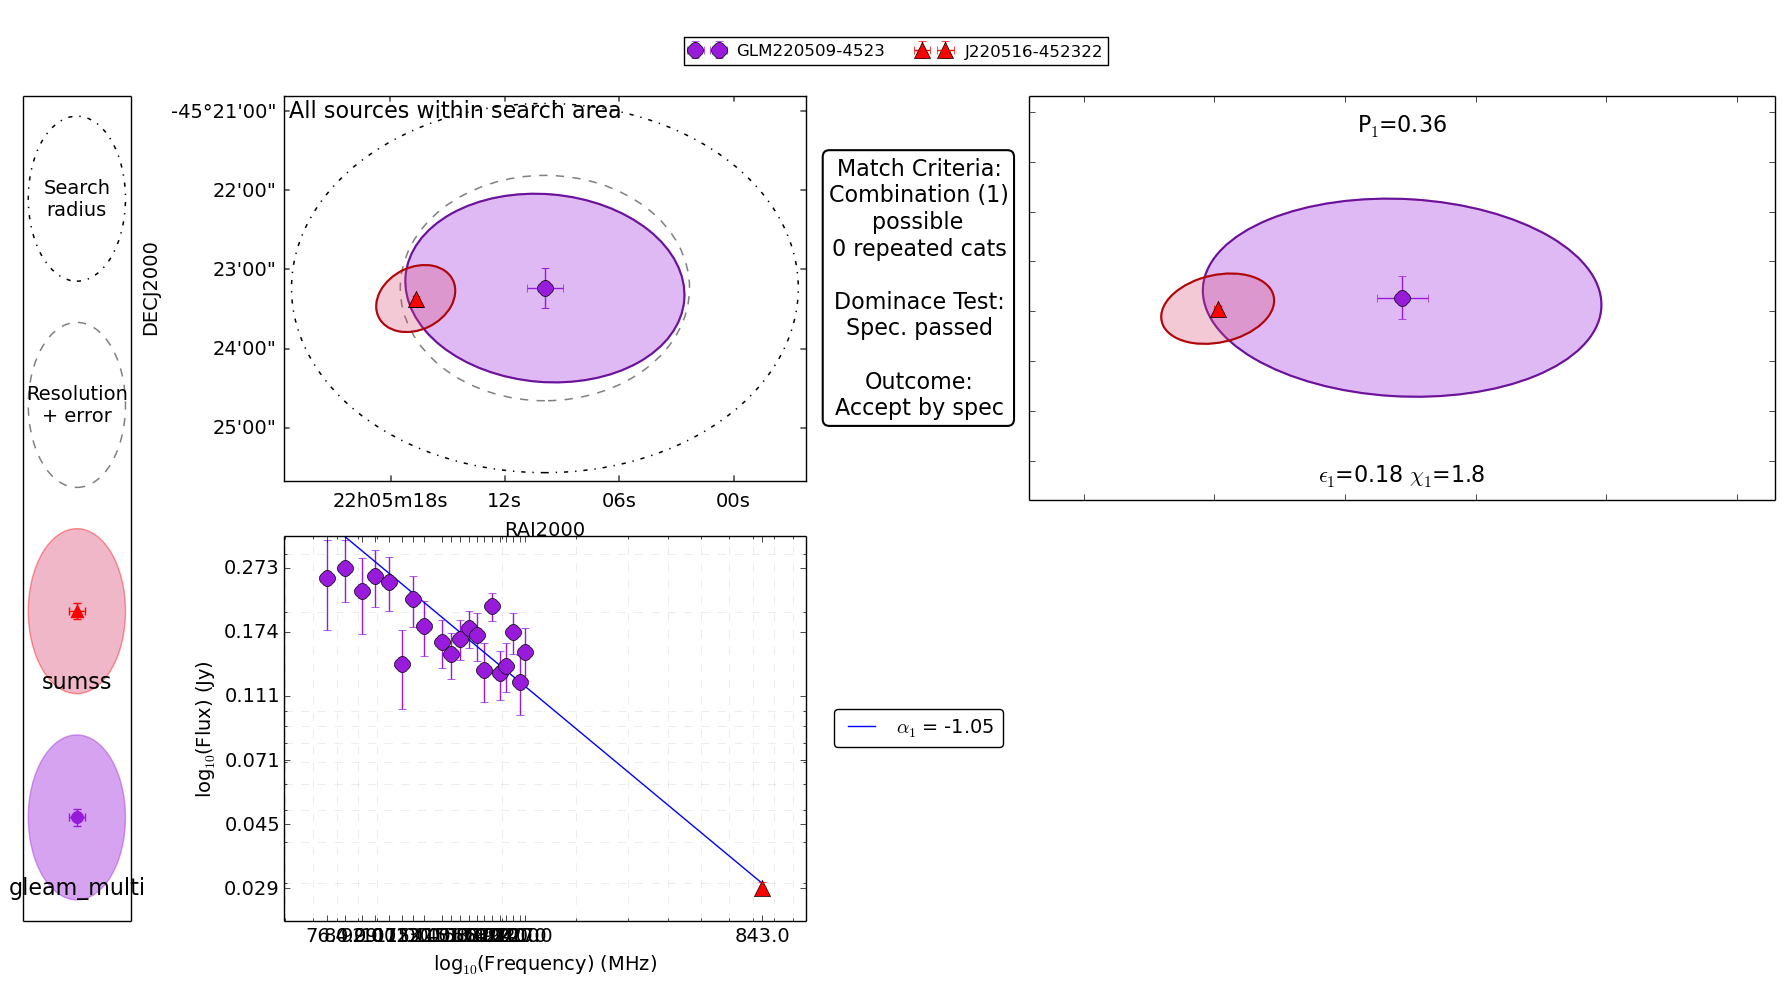 GLM220509-4523
J220516-452322
Search
radius
Resolution
+ error
sumss
gleam_multi
All sources within search area
DECJ2000
-45°21'00"
22'00"
23'00"
24'00"
25'00"
22h05m18s
12s
06s
00s
RAJ2000
Match Criteria:
Combination (1)
possible
0 repeated cats
Dominace Test:
Spec. passed
Outcome:
Accept by spec
P₁=0.36
ϵ₁=0.18 χ₁=1.8
log₁₀(Flux) (Jy)
0.273
0.174
0.111
0.071
0.045
0.029
843.0
log₁₀(Frequency) (MHz)
α₁ = -1.05